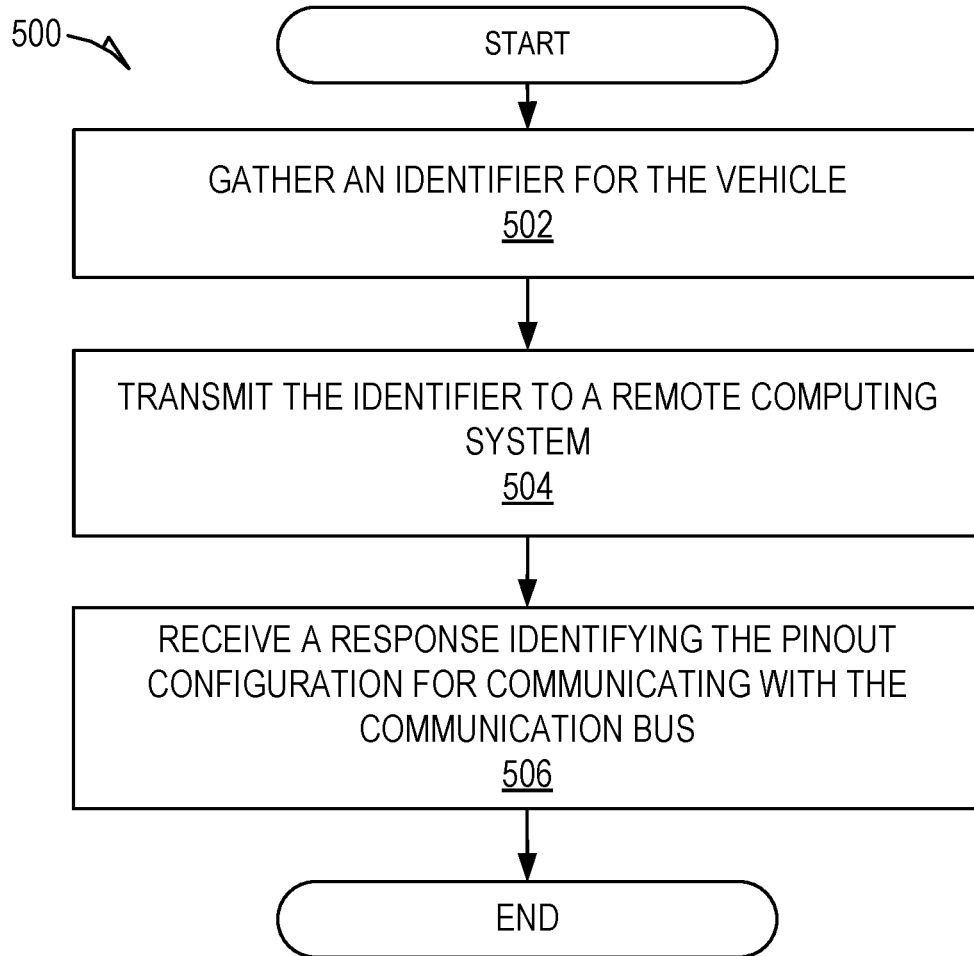 500
START
GATHER AN IDENTIFIER FOR THE VEHICLE
502
TRANSMIT THE IDENTIFIER TO A REMOTE COMPUTING
SYSTEM
504
RECEIVE A RESPONSE IDENTIFYING THE PINOUT
CONFIGURATION FOR COMMUNICATING WITH THE
COMMUNICATION BUS
506
END